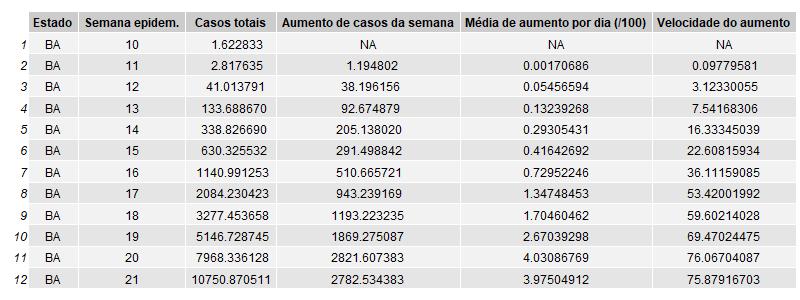 Estado Semana epidem. Casos totais Aumento de casos da semana Média de aumento por dia (/100) Velocidade do aumento
1 BA 10 1.622833 NA NA NA
2 BA 11 2.817635 1.194802 0.00170686 0.09779581
3 BA 12 41.013791 38.196156 0.05456594 3.12330055
4 BA 13 133.688670 92.674879 0.13239268 7.54168306
5 BA 14 338.826690 205.138020 0.29305431 16.33345039
6 BA 15 630.325532 291.498842 0.41642692 22.60815934
7 BA 16 1140.991253 510.665721 0.72952246 36.11159085
8 BA 17 2084.230423 943.239169 1.34748453 53.42001992
9 BA 18 3277.453658 1193.223235 1.70460462 59.60214028
10 BA 19 5146.728745 1869.275087 2.67039298 69.47024475
11 BA 20 7968.336128 2821.607383 4.03086769 76.06704087
12 BA 21 10750.870511 2782.534383 3.97504912 75.87916703